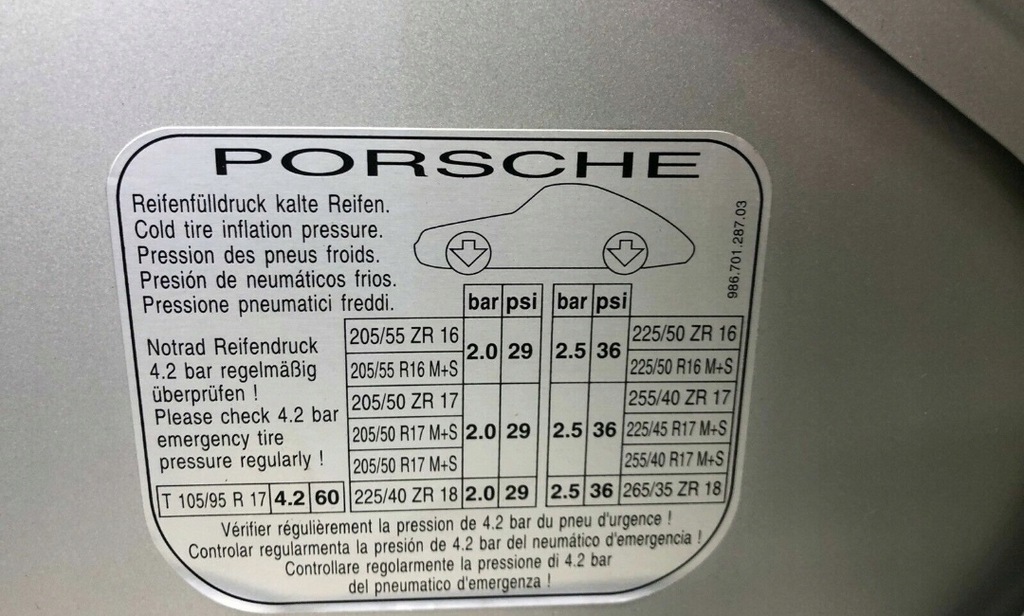 PORSCHE
Reifenfülldruck kalte Reifen.
Cold tire inflation pressure.
Pression des pneus froids.
Presión de neumáticos frios.
Pressione pneumatici freddi.
986.701.287.03
bar psi bar psi
205/55 ZR 16 2.0 29 2.5 36 225/50 ZR 16
205/55 R16 M+S 225/50 R16 M+S
205/50 ZR 17 2.0 29 2.5 36 255/40 ZR 17
205/50 R17 M+S 225/45 R17 M+S
205/50 R17 M+S 255/40 R17 M+S
225/40 ZR 18 2.0 29 2.5 36 265/35 ZR 18
Notrad Reifendruck
4.2 bar regelmäßig
überprüfen !
Please check 4.2 bar
emergency tire
pressure regularly !
T 105/95 R 17 4.2 60
Vérifier régulièrement la pression de 4.2 bar du pneu d'urgence !
Controlar regularmenta la presión de 4.2 bar del neumático d'emergencia !
Controllare regolarmente la pressione di 4.2 bar
del pneumatico d'emergenza !